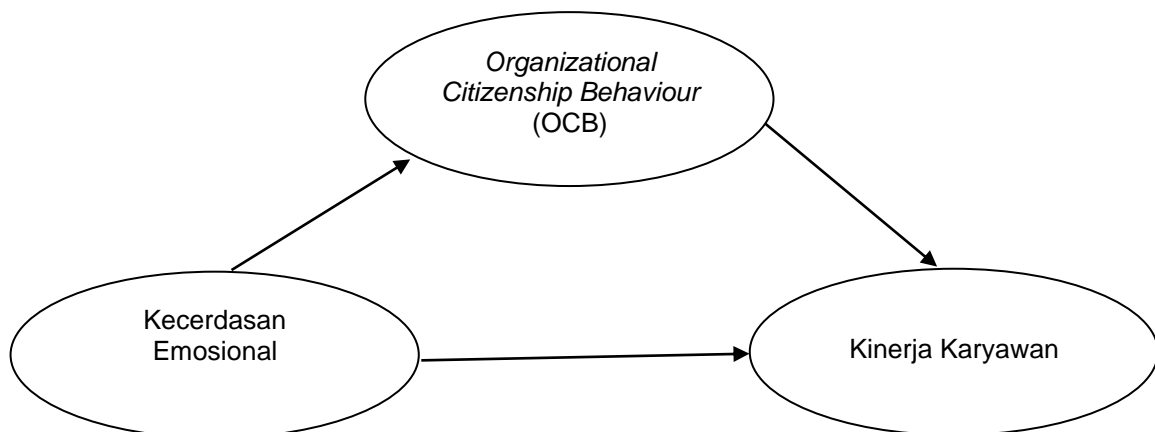 Organizational
Citizenship Behaviour
(OCB)
Kecerdasan
Emosional
Kinerja Karyawan